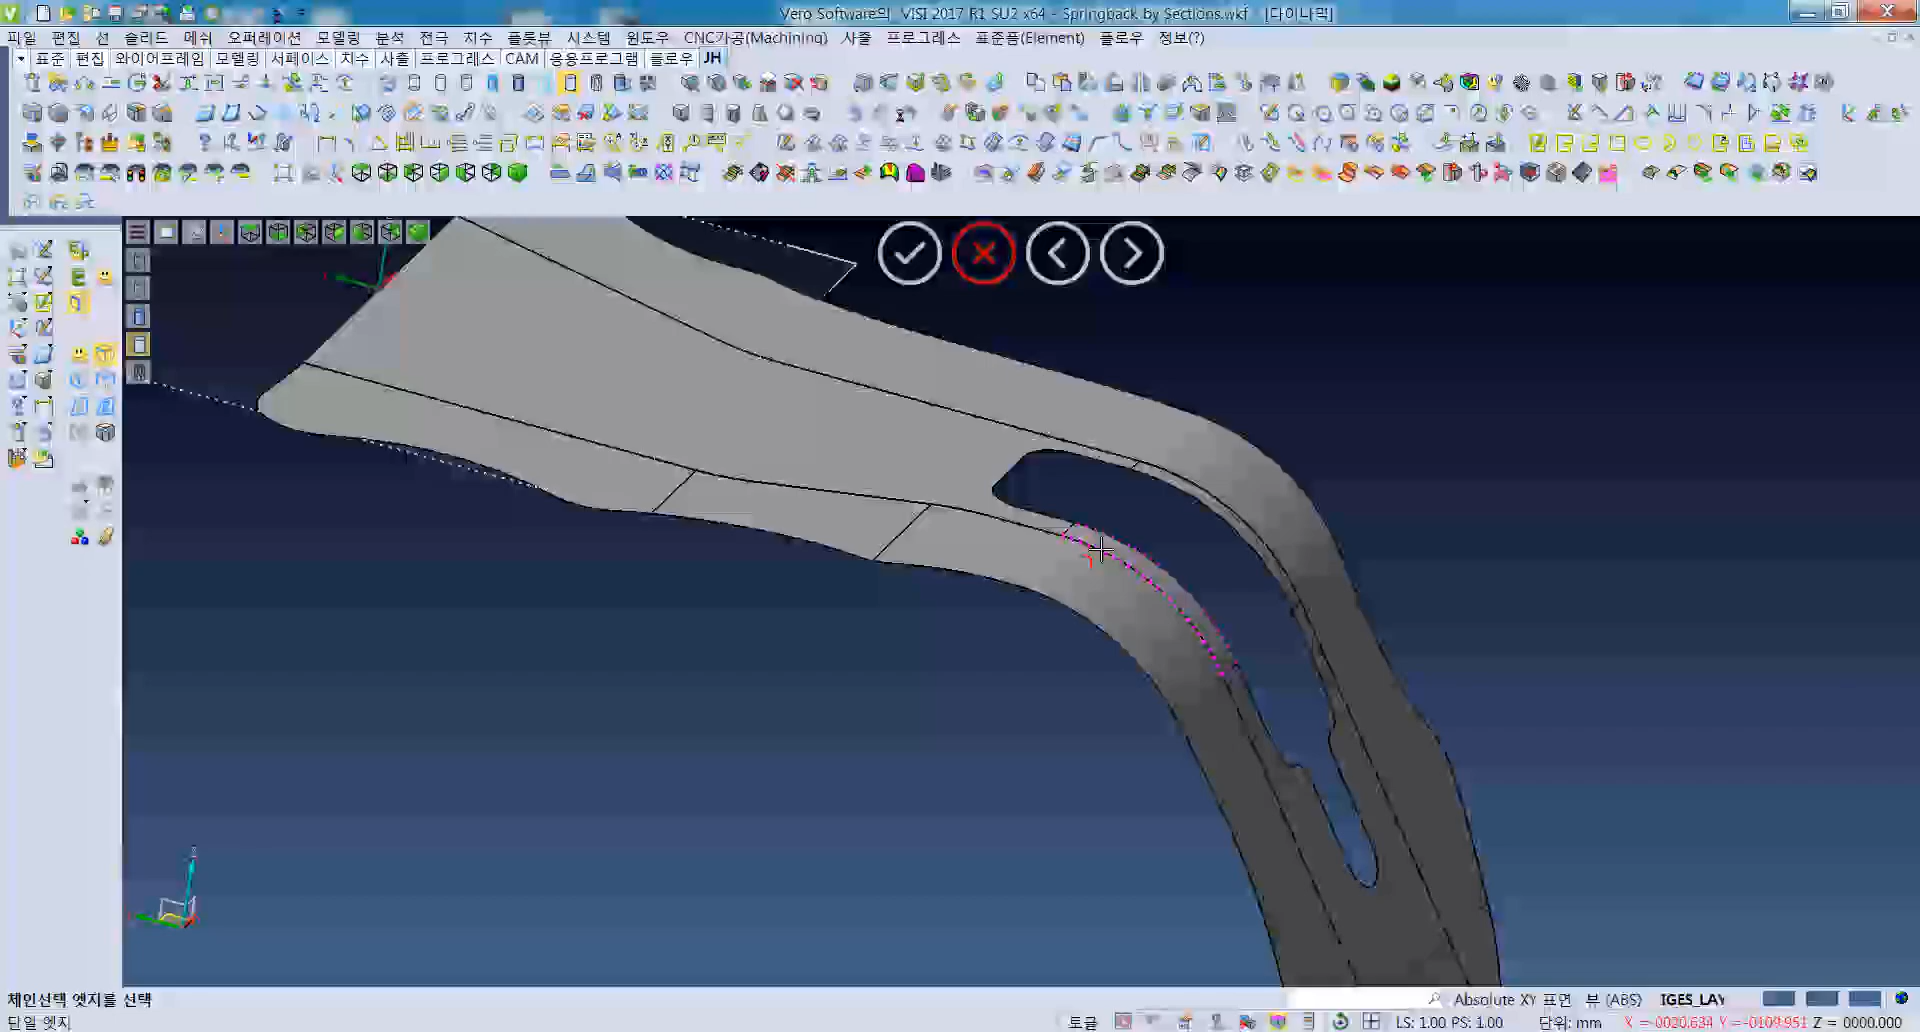 Vero Software의 VISI 2017 R1 SU2 x64 - Springback by Sections.wkf - [다이나믹]
파일 편집 선 솔리드 메쉬 오퍼레이션 모델링 분석 전극 치수 플롯뷰 시스템 윈도우 CNC가공(Machining) 사출 프로그레스 표준품(Element) 플로우 정보(?)
표준 편집 와이어프레임 모델링 서페이스 치수 사출 프로그레스 CAM 응용프로그램 플로우 JH
체인선택 엣지를 선택
Absolute XY 표면 뷰 (ABS) IGES_LAY
단일 엣지
토글 LS: 1.00 PS: 1.00 단위: mm X =-0020.634 Y =-0109.951 Z = 0000.000